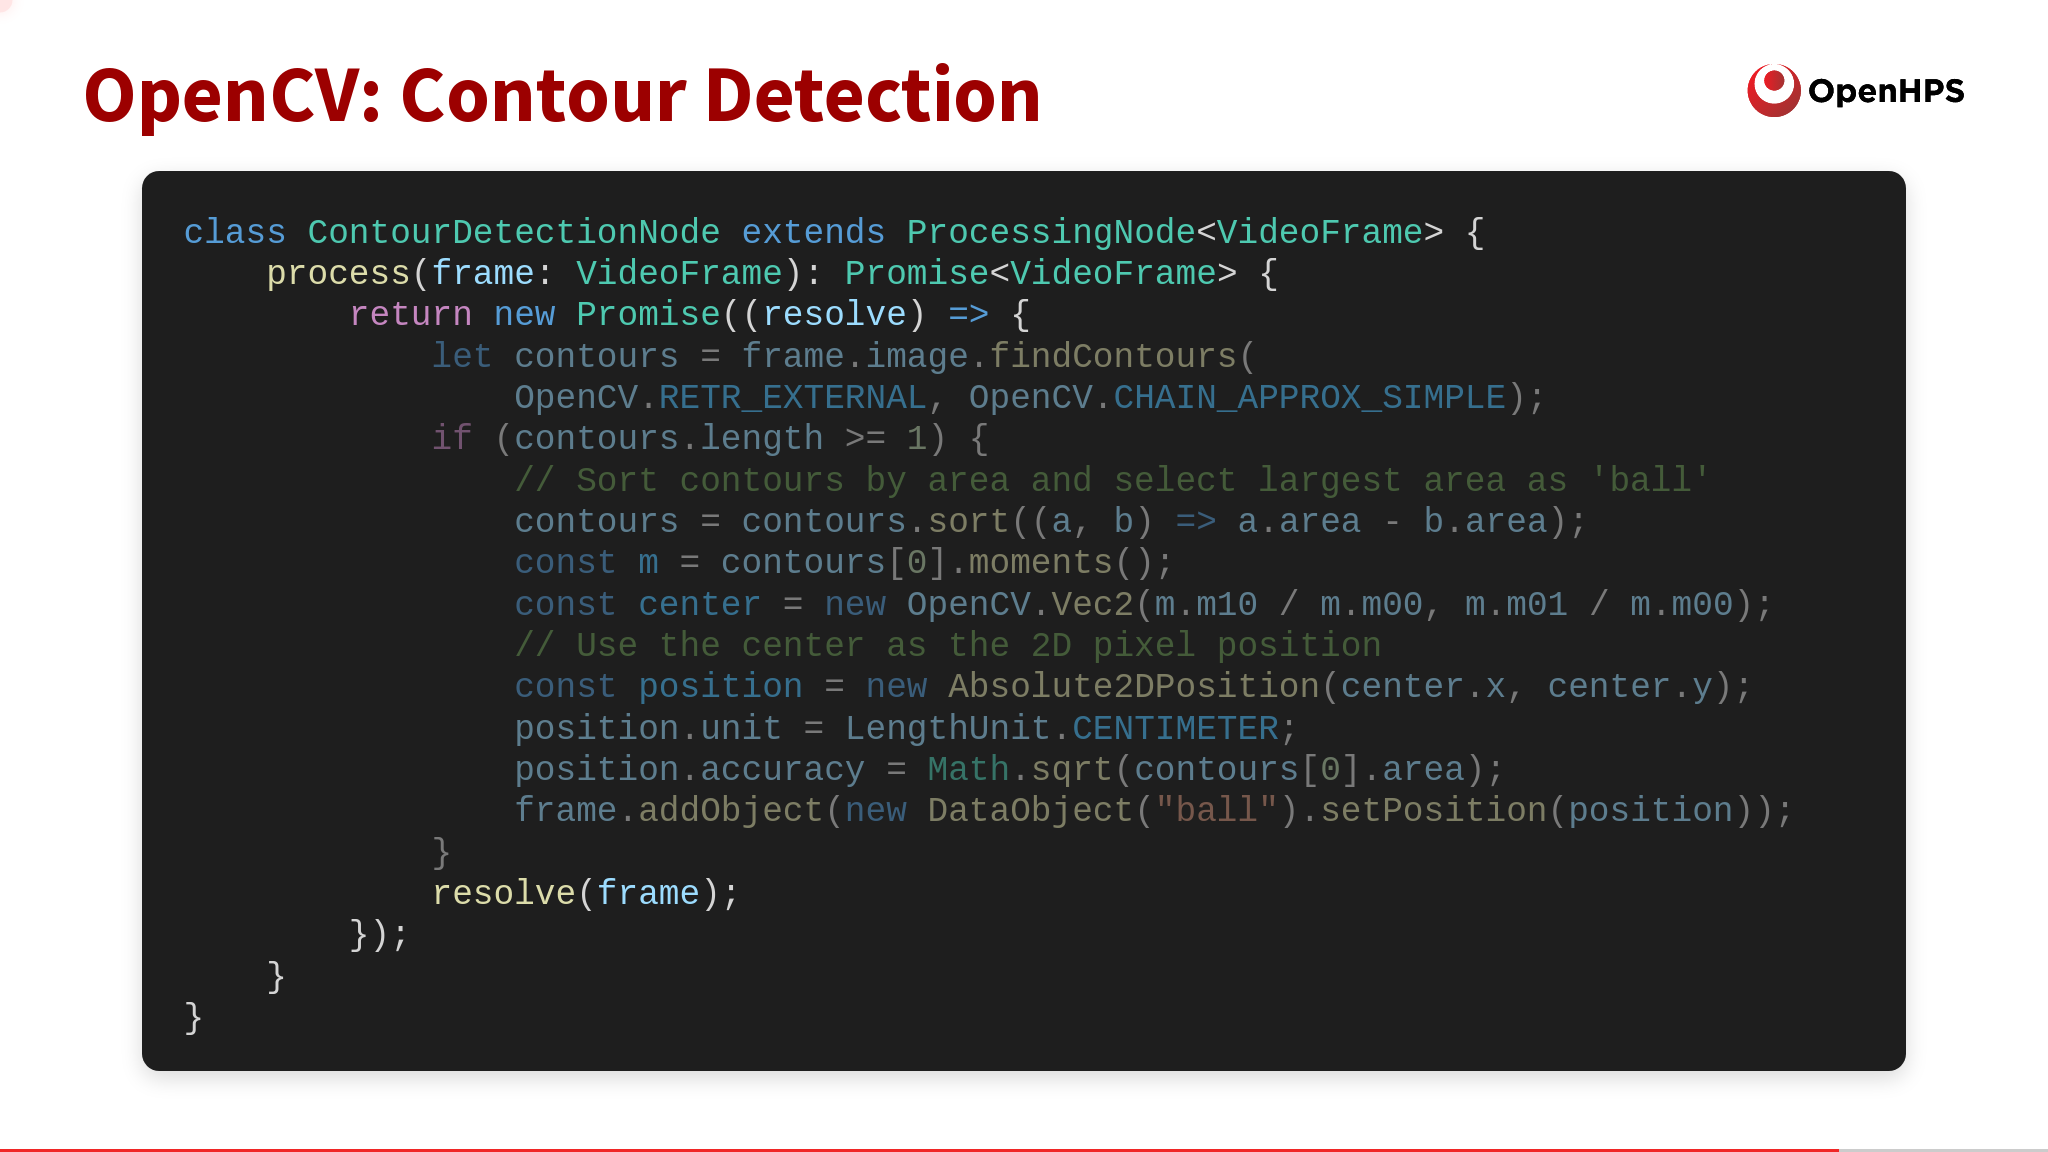 OpenCV: Contour Detection
OpenHPS
class ContourDetectionNode extends ProcessingNode<VideoFrame> {
    process(frame: VideoFrame): Promise<VideoFrame> {
        return new Promise((resolve) => {
            let contours = frame.image.findContours(
                OpenCV.RETR_EXTERNAL, OpenCV.CHAIN_APPROX_SIMPLE);
            if (contours.length >= 1) {
                // Sort contours by area and select largest area as 'ball'
                contours = contours.sort((a, b) => a.area - b.area);
                const m = contours[0].moments();
                const center = new OpenCV.Vec2(m.m10 / m.m00, m.m01 / m.m00);
                // Use the center as the 2D pixel position
                const position = new Absolute2DPosition(center.x, center.y);
                position.unit = LengthUnit.CENTIMETER;
                position.accuracy = Math.sqrt(contours[0].area);
                frame.addObject(new DataObject("ball").setPosition(position));
            }
            resolve(frame);
        });
    }
}